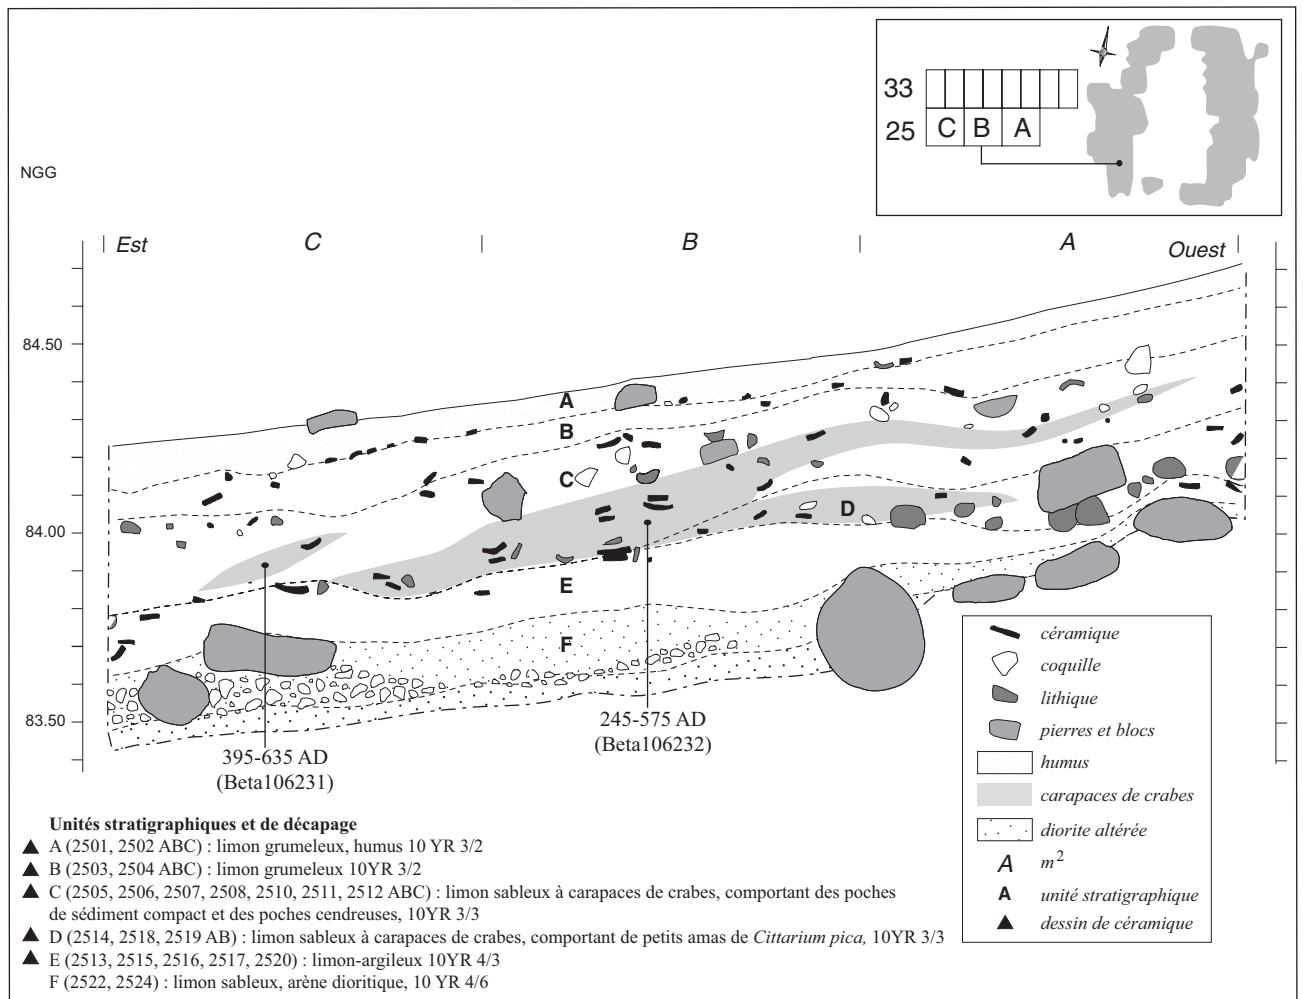 33
25 C B A
NGG
Est C B A Ouest
84.50
A
B
C
D
84.00
E
F
83.50
245-575 AD
(Beta106232)
395-635 AD
(Beta106231)
céramique
coquille
lithique
pierres et blocs
humus
carapaces de crabes
diorite altérée
A m²
A unité stratigraphique
dessin de céramique
Unités stratigraphiques et de décapage
A (2501, 2502 ABC) : limon grumeleux, humus 10 YR 3/2
B (2503, 2504 ABC) : limon grumeleux 10YR 3/2
C (2505, 2506, 2507, 2508, 2510, 2511, 2512 ABC) : limon sableux à carapaces de crabes, comportant des poches
de sédiment compact et des poches cendreuses, 10YR 3/3
D (2514, 2518, 2519 AB) : limon sableux à carapaces de crabes, comportant de petits amas de Cittarium pica, 10YR 3/3
E (2513, 2515, 2516, 2517, 2520) : limon-argileux 10YR 4/3
F (2522, 2524) : limon sableux, arène dioritique, 10 YR 4/6